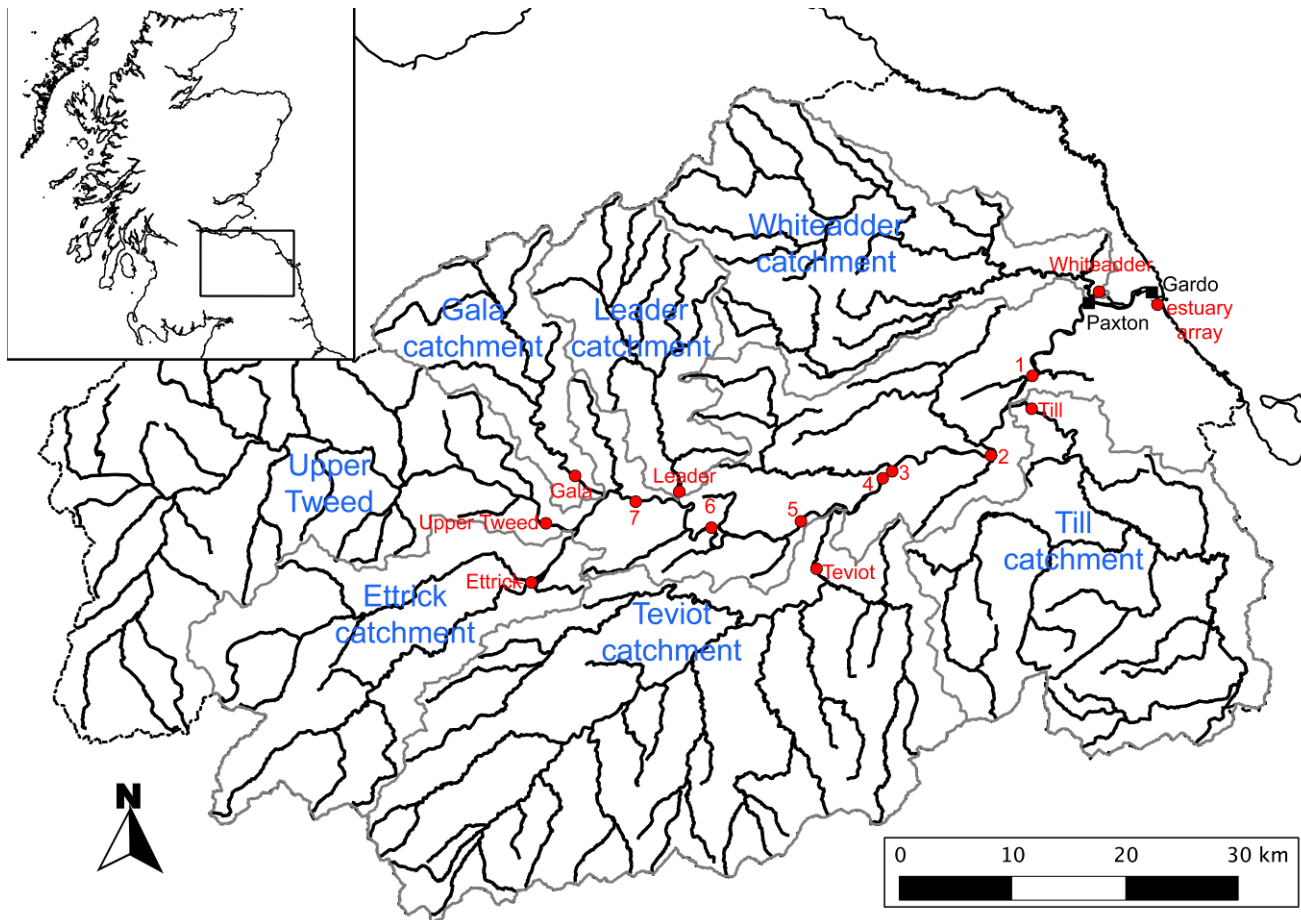 Whiteadder
catchment
Whiteadder
Gardo
estuary
array
Paxton
Gala
catchment
Leader
catchment
1
Till
Upper
Tweed
Gala
Leader
2
3
4
7
6
5
Upper Tweed
Till
catchment
Ettrick
Teviot
Ettrick
catchment
Teviot
catchment
N
0 10 20 30 km